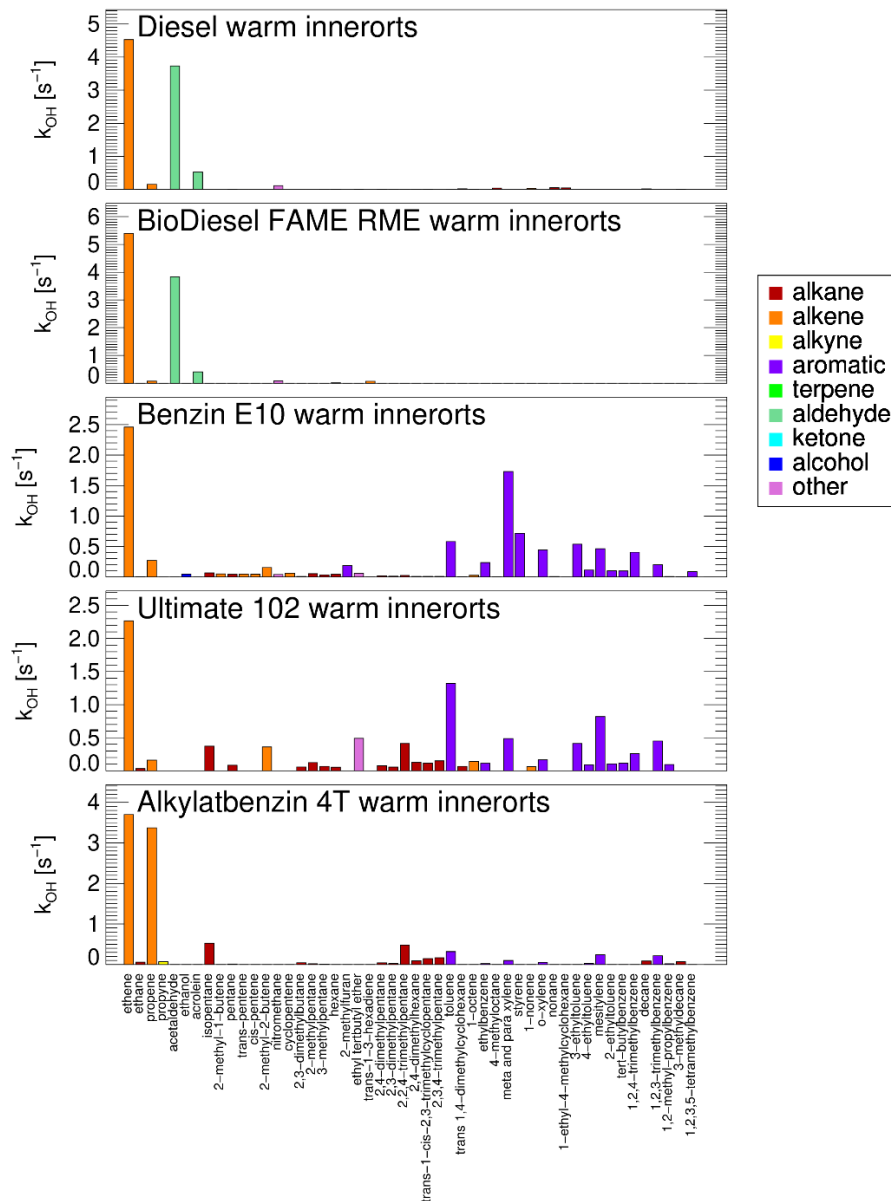 Diesel warm innerorts
5
4
3
2
1
0
kOH [s−1]
BioDiesel FAME RME warm innerorts
6
5
4
3
2
1
0
kOH [s−1]
Benzin E10 warm innerorts
2.5
2.0
1.5
1.0
0.5
0.0
kOH [s−1]
Ultimate 102 warm innerorts
2.5
2.0
1.5
1.0
0.5
0.0
kOH [s−1]
Alkylatbenzin 4T warm innerorts
4
3
2
1
0
kOH [s−1]
ethene
ethane
propene
propyne
acetaldehyde
ethanol
acrolein
isopentane
2−methyl−1−butene
pentane
trans−pentene
cis−pentene
2−methyl−2−butene
nitromethane
cyclopentene
2,3−dimethylbutane
2−methylpentane
3−methylpentane
hexane
2−methylfuran
ethyl tertbutyl ether
trans−1−3−hexadiene
2,4−dimethylpentane
2,3−dimethylpentane
2,2,4−trimethylpentane
2,4−dimethylhexane
trans−1−cis−2,3−trimethylcyclopentane
2,3,4−trimethylpentane
toluene
trans 1,4−dimethylcyclohexane
1−octene
ethylbenzene
4−methyloctane
meta and para xylene
styrene
1−nonene
o−xylene
nonane
1−ethyl−4−methylcyclohexane
3−ethyltoluene
4−ethyltoluene
mesitylene
2−ethyltoluene
tert−butylbenzene
1,2,4−trimethylbenzene
decane
1,2,3−trimethylbenzene
1,2−methyl−propylbenzene
3−methyldecane
1,2,3,5−tetramethylbenzene
alkane
alkene
alkyne
aromatic
terpene
aldehyde
ketone
alcohol
other